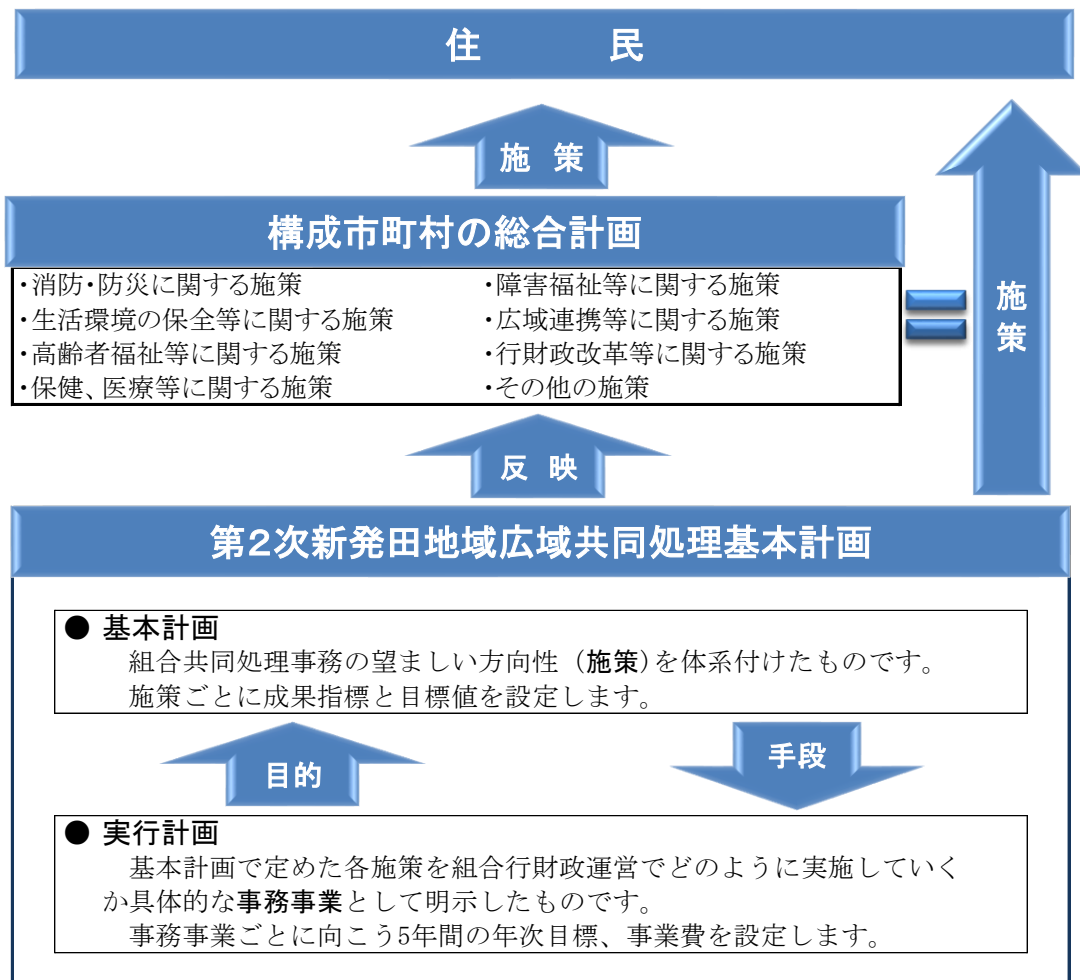 住　　　民
施 策
構成市町村の総合計画
・消防・防災に関する施策
・生活環境の保全等に関する施策
・高齢者福祉等に関する施策
・保健、医療等に関する施策
・障害福祉等に関する施策
・広域連携等に関する施策
・行財政改革等に関する施策
・その他の施策
施策
反 映
第2次新発田地域広域共同処理基本計画
● 基本計画
組合共同処理事務の望ましい方向性（施策)を体系付けたものです。
施策ごとに成果指標と目標値を設定します。
目的
手段
● 実行計画
基本計画で定めた各施策を組合行財政運営でどのように実施していく
か具体的な事務事業として明示したものです。
事務事業ごとに向こう5年間の年次目標、事業費を設定します。